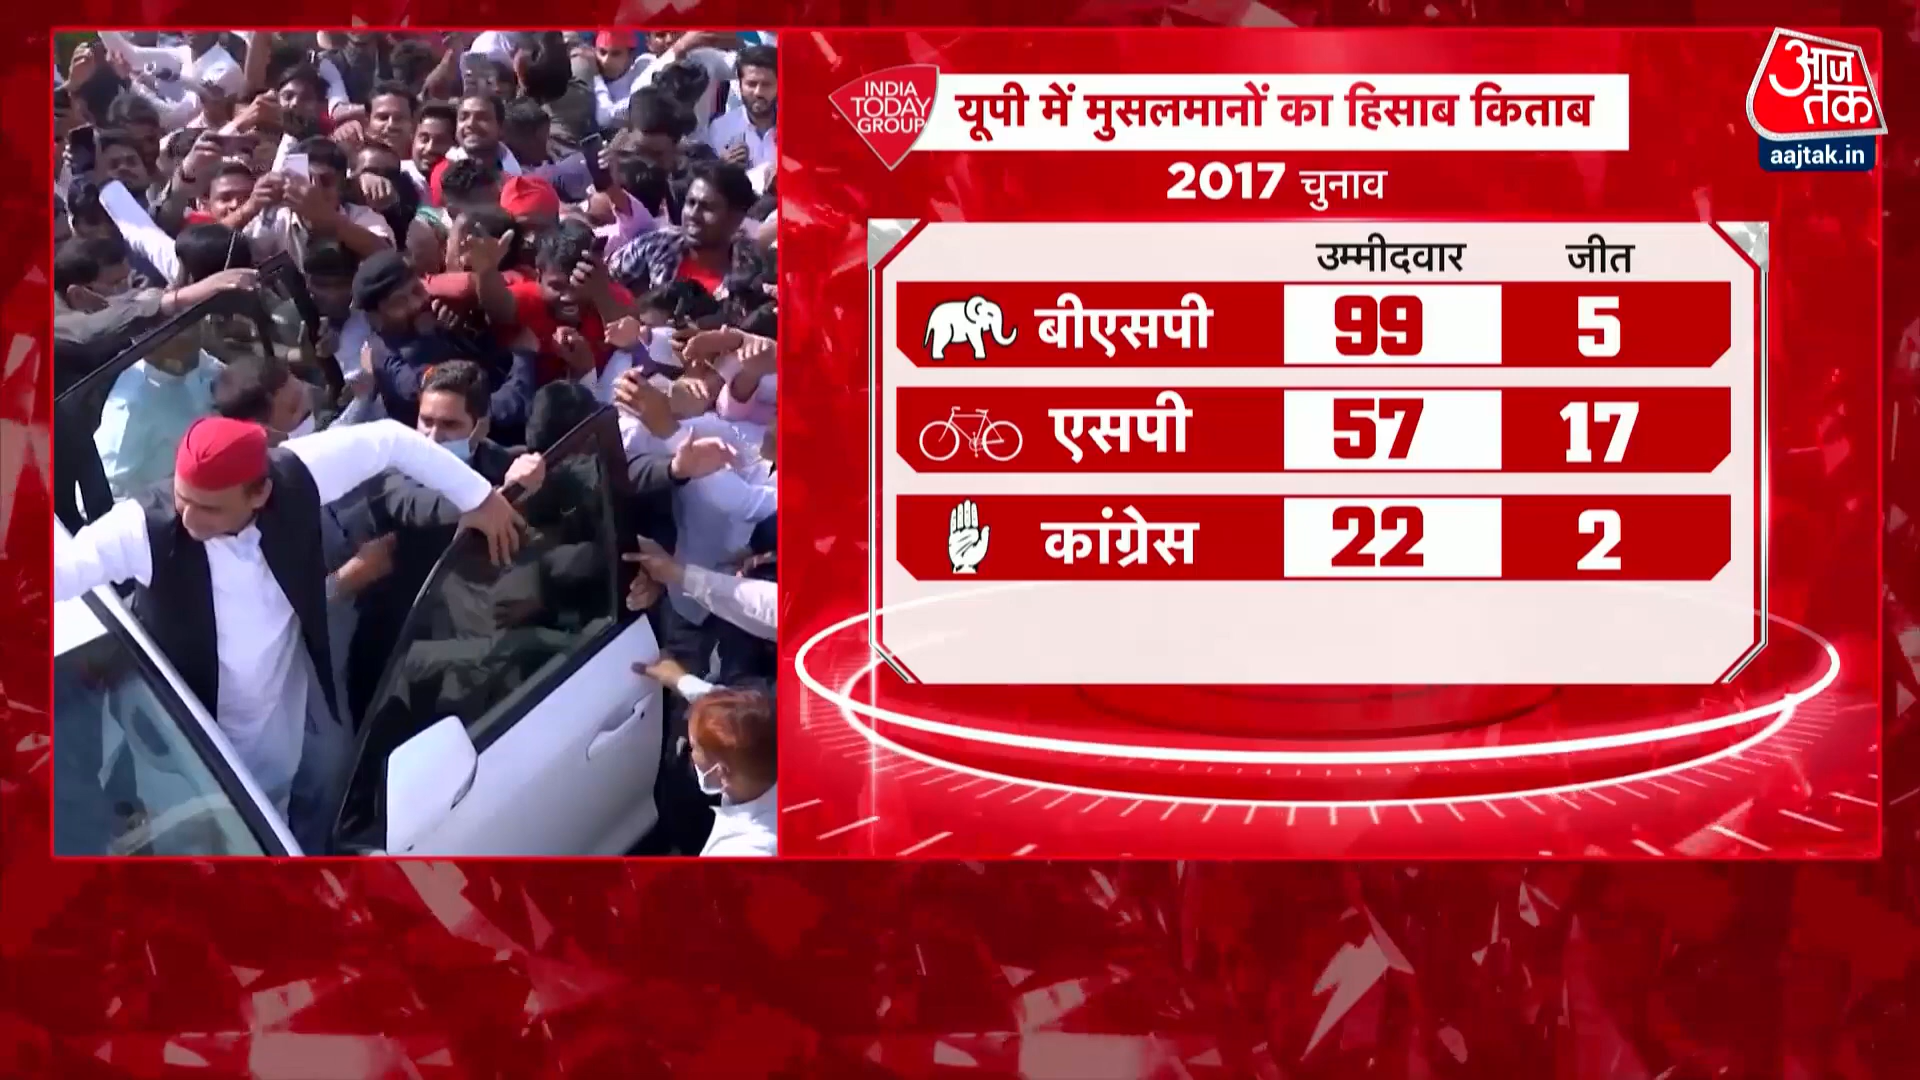 INDIA
TODAY
GROUP
यूपी में मुसलमानों का हिसाब किताब
आज
तक
aajtak.in
2017 चुनाव
उम्मीदवार जीत
बीएसपी 99 5
एसपी 57 17
कांग्रेस 22 2